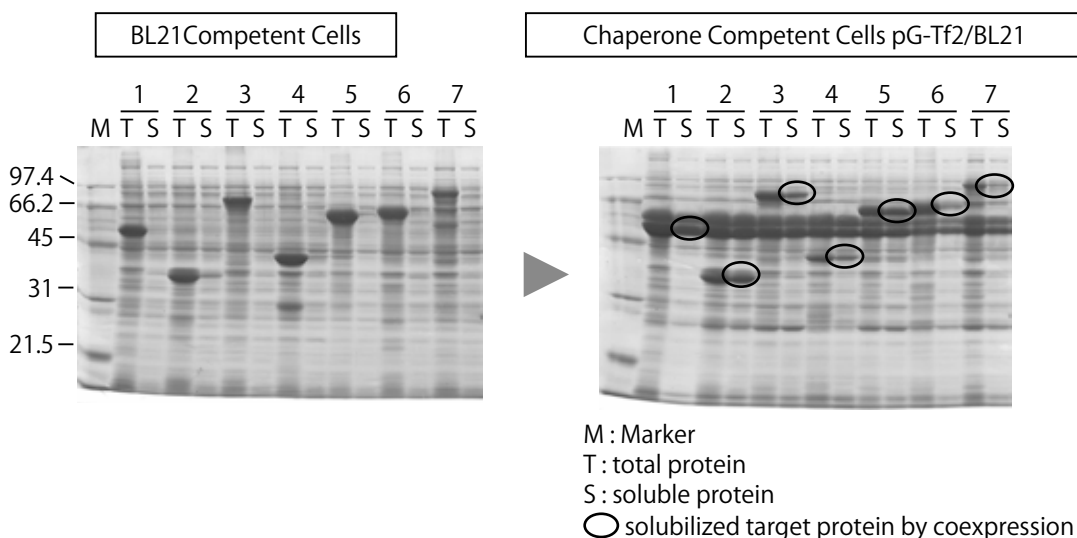 BL21Competent Cells
Chaperone Competent Cells pG-Tf2/BL21
1 2 3 4 5 6 7
M T S T S T S T S T S T S T S
97.4
66.2
45
31
21.5
1 2 3 4 5 6 7
M T S T S T S T S T S T S T S
M : Marker
T : total protein
S : soluble protein
solubilized target protein by coexpression